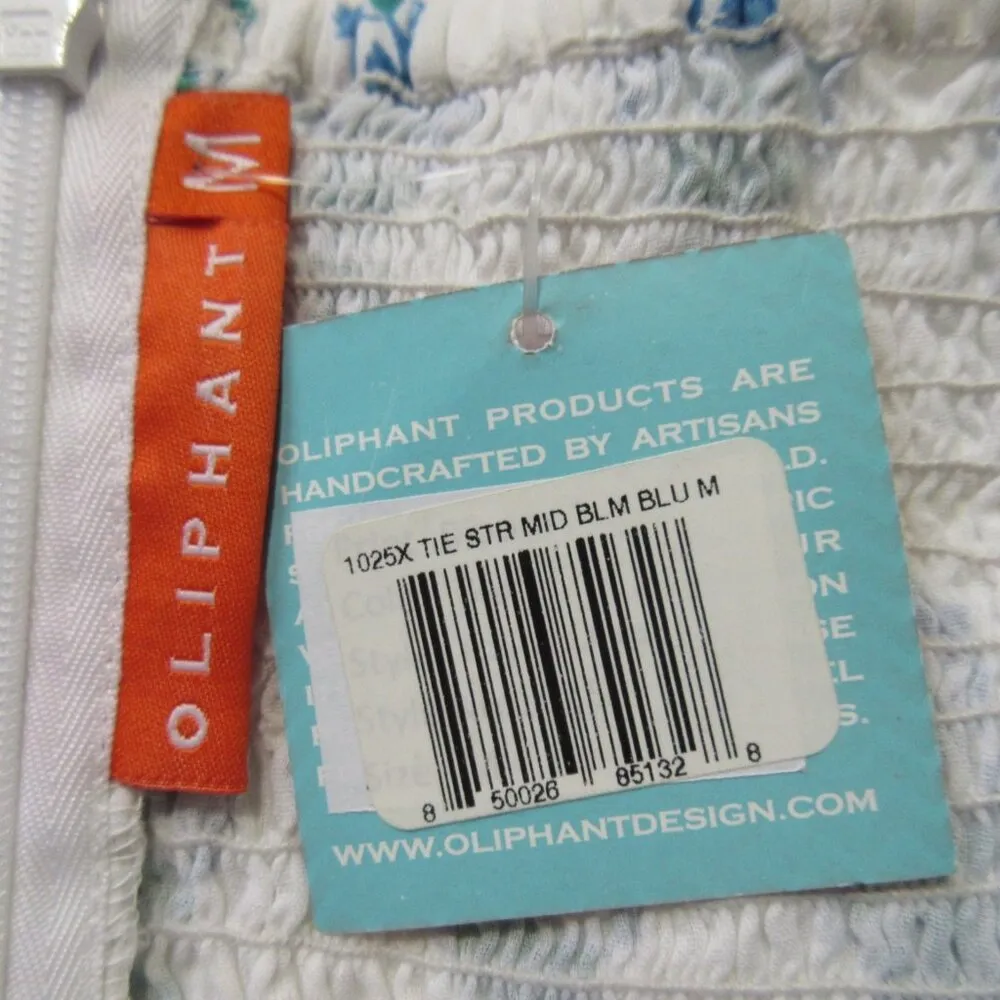 M
OLIPHANT
OLIPHANT PRODUCTS ARE
HANDCRAFTED BY ARTISANS
1025X TIE STR MID BLM BLU M
8 50026 85132 8
WWW.OLIPHANTDESIGN.COM